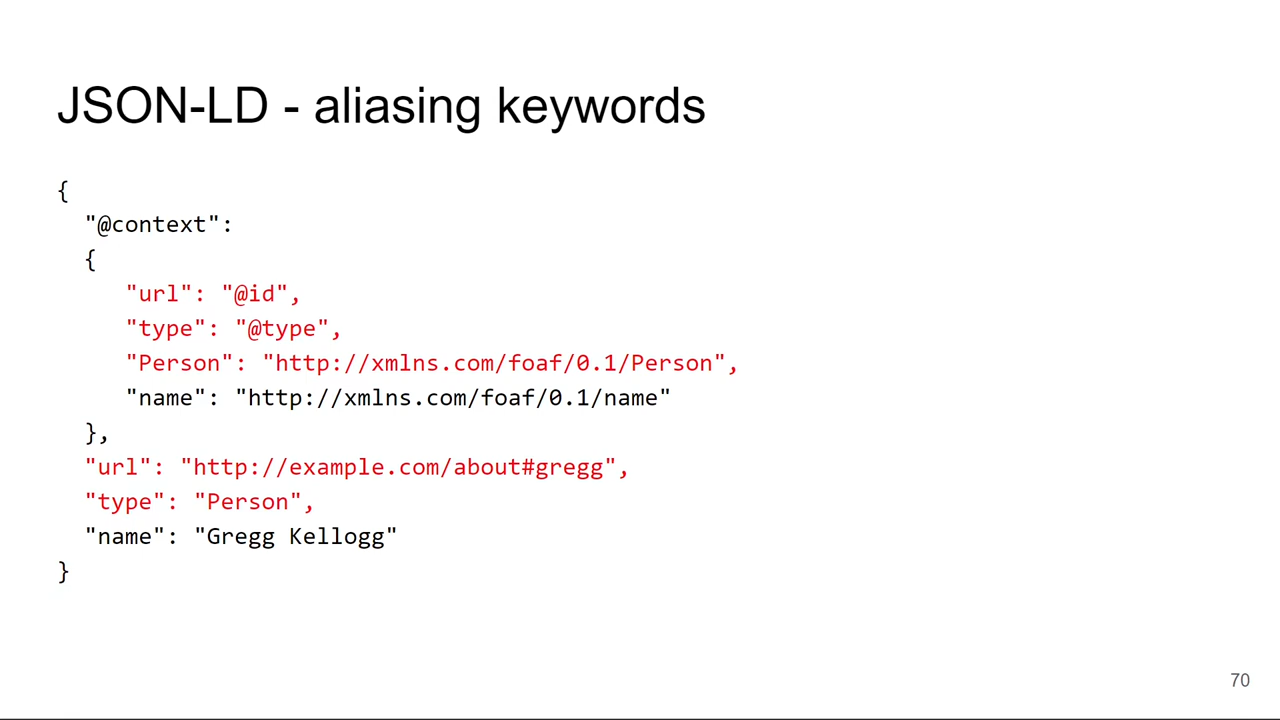 JSON-LD - aliasing keywords
{
"@context":
{
"url": "@id",
"type": "@type",
"Person": "http://xmlns.com/foaf/0.1/Person",
"name": "http://xmlns.com/foaf/0.1/name"
},
"url": "http://example.com/about#gregg",
"type": "Person",
"name": "Gregg Kellogg"
}
70